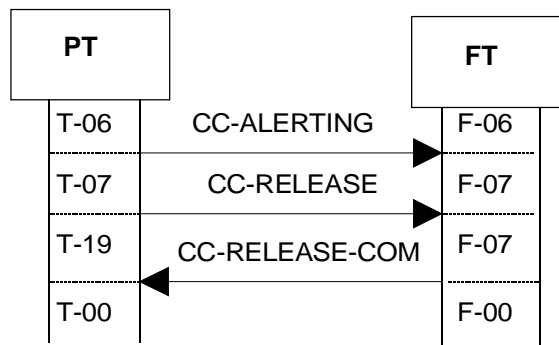 PT
FT
T-06 CC-ALERTING F-06
T-07 CC-RELEASE F-07
T-19 CC-RELEASE-COM F-07
T-00 F-00